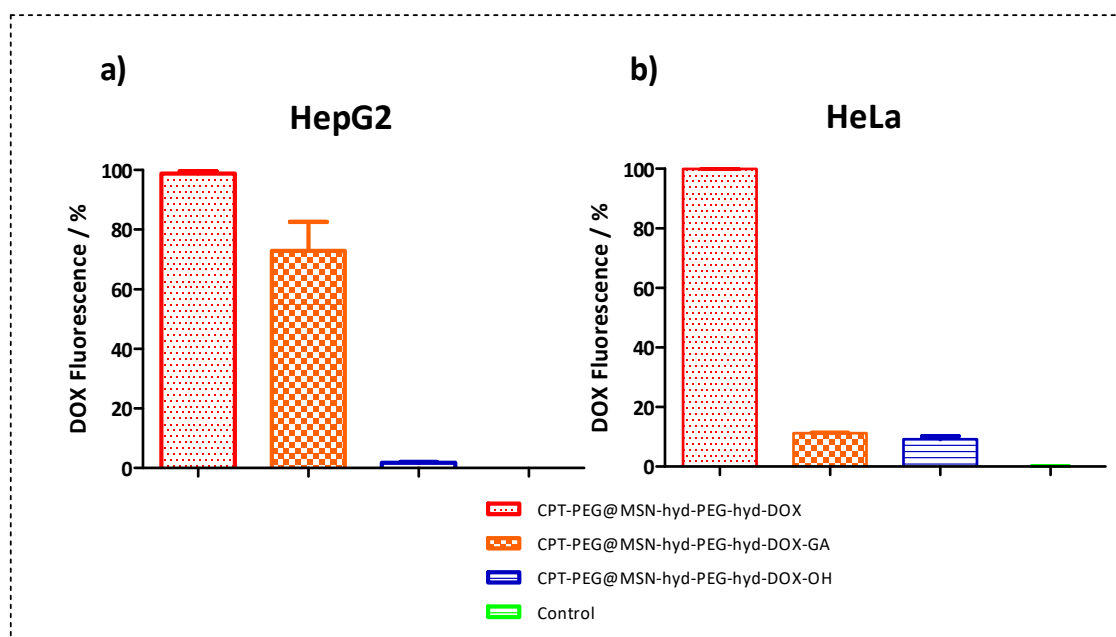 a)
HepG2
DOX Fluorescence / %
100
80
60
40
20
0
b)
HeLa
DOX Fluorescence / %
100
80
60
40
20
0
CPT-PEG@MSN-hyd-PEG-hyd-DOX
CPT-PEG@MSN-hyd-PEG-hyd-DOX-GA
CPT-PEG@MSN-hyd-PEG-hyd-DOX-OH
Control